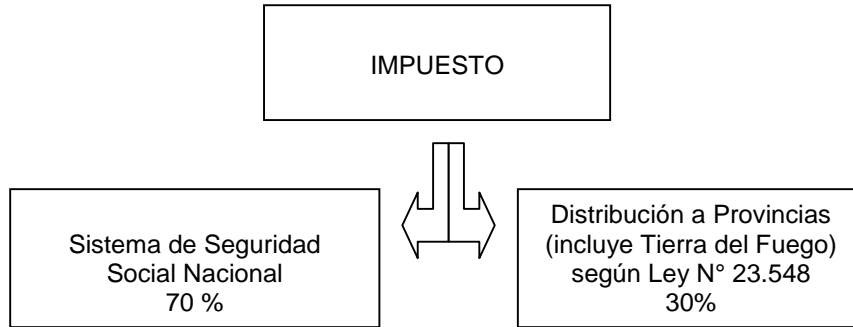 IMPUESTO
Sistema de Seguridad
Social Nacional
70 %
Distribución a Provincias
(incluye Tierra del Fuego)
según Ley N° 23.548
30%